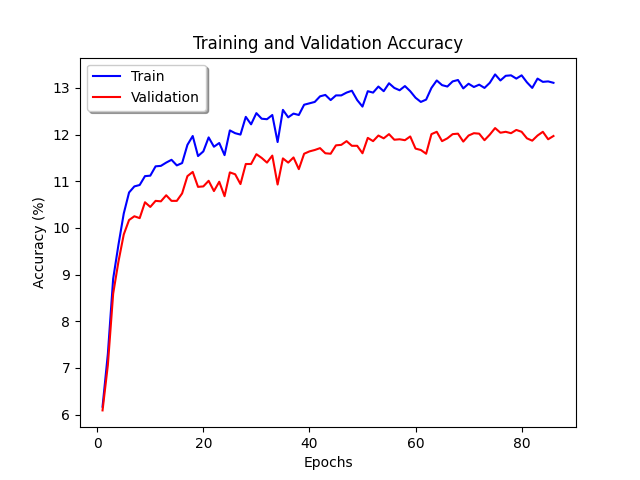 Training and Validation Accuracy
Train
Validation
13
12
11
10
9
8
7
6
Accuracy (%)
0 20 40 60 80
Epochs